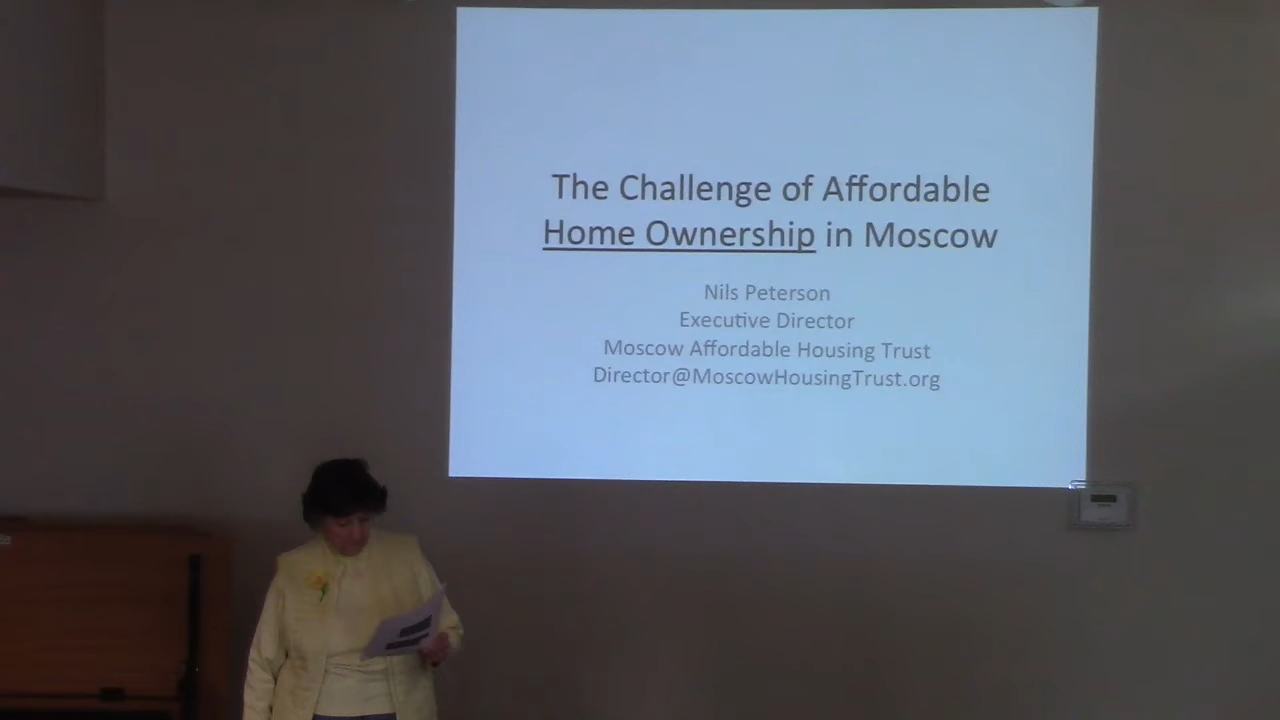 The Challenge of Affordable
Home Ownership in Moscow
Nils Peterson
Executive Director
Moscow Affordable Housing Trust
Director@MoscowHousingTrust.org